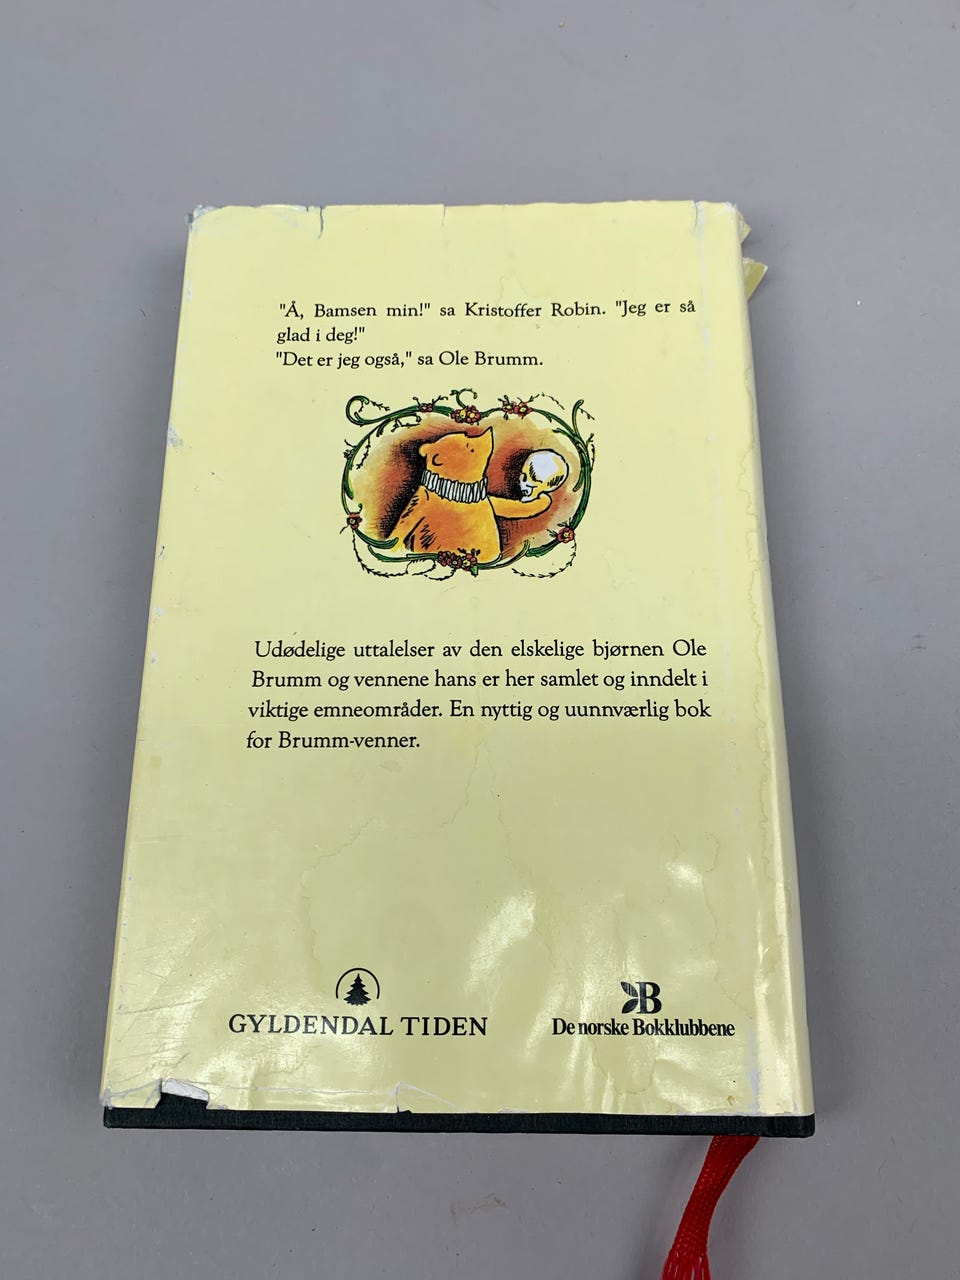 "Å, Bamsen min!" sa Kristoffer Robin. "Jeg er så
glad i deg!"
"Det er jeg også," sa Ole Brumm.
Udødelige uttalelser av den elskelige bjørnen Ole
Brumm og vennene hans er her samlet og inndelt i
viktige emneområder. En nyttig og uunnværlig bok
for Brumm-venner.
GYLDENDAL TIDEN
B
De norske Bokklubbene